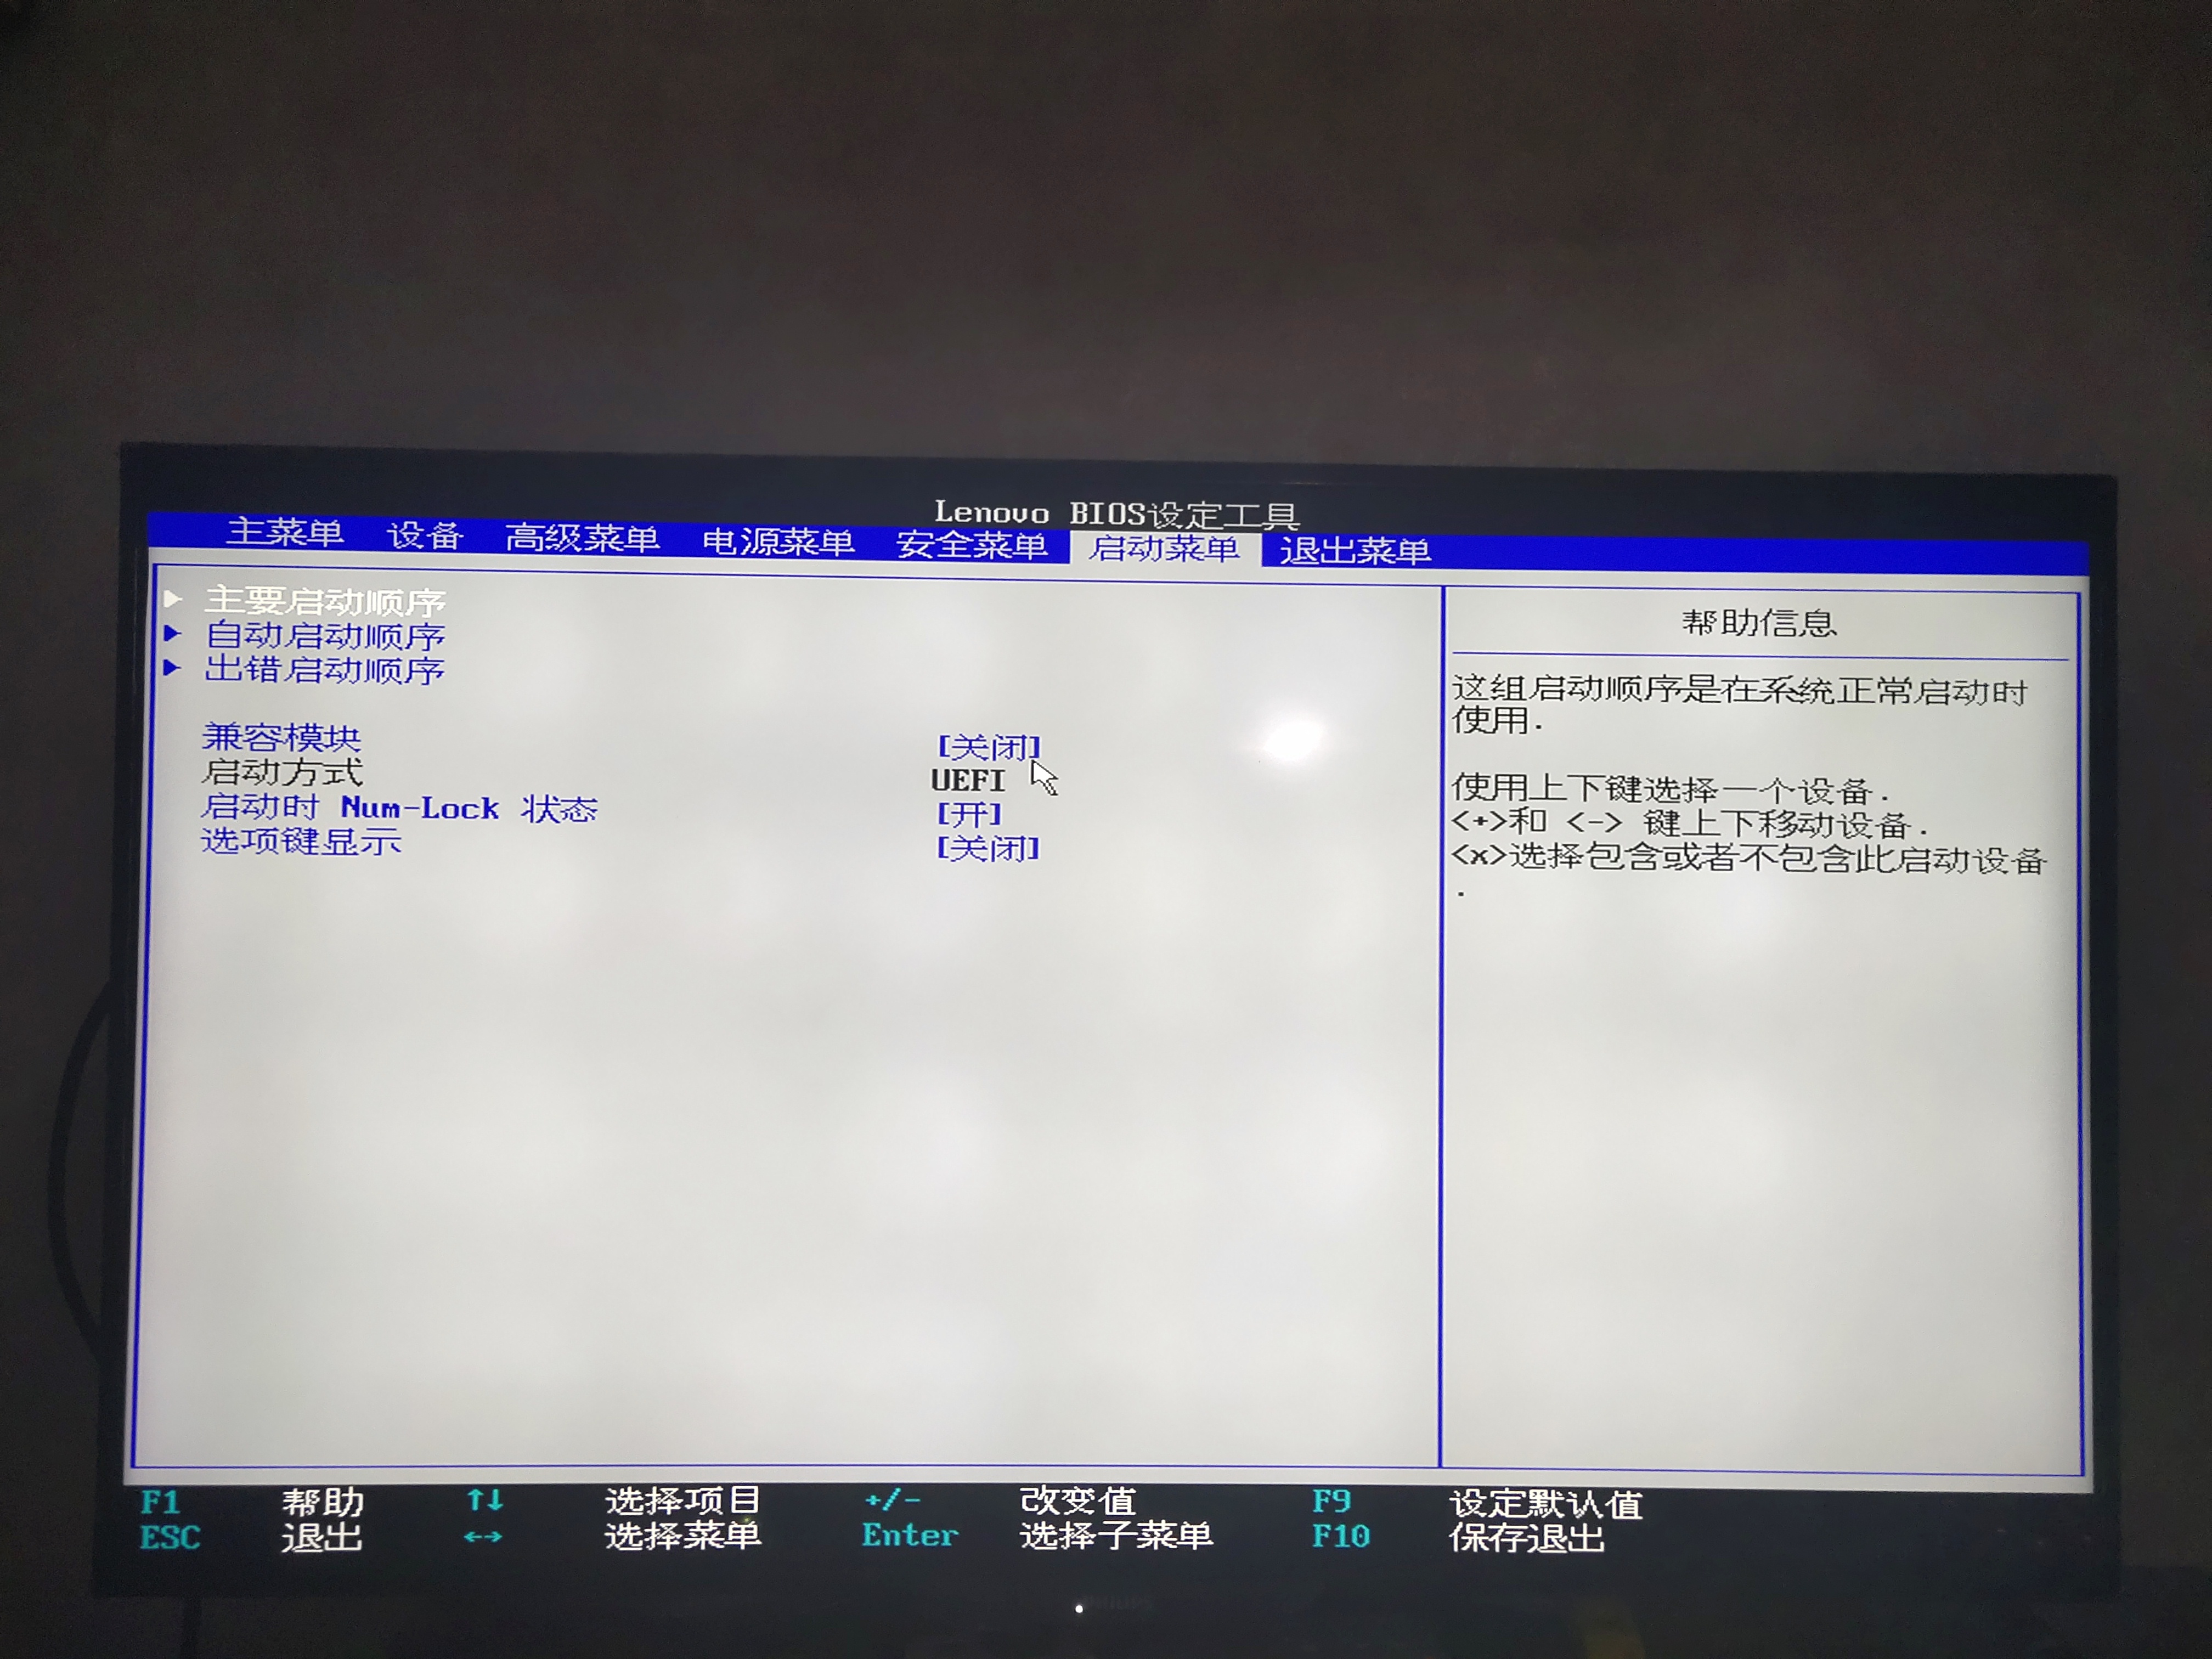 Lenovo BIOS设定工具
主菜单 设备 高级菜单 电源菜单 安全菜单 启动菜单 退出菜单
主要启动顺序
自动启动顺序
出错启动顺序
兼容模块 [关闭]
启动方式 UEFI
启动时 Num-Lock 状态 [开]
选项键显示 [关闭]
帮助信息
这组启动顺序是在系统正常启动时
使用.
使用上下键选择一个设备.
<+>和 <-> 键上下移动设备.
<x>选择包含或者不包含此启动设备
.
F1 帮助 ↑↓ 选择项目 +/- 改变值 F9 设定默认值
ESC 退出 ←→ 选择菜单 Enter 选择子菜单 F10 保存退出